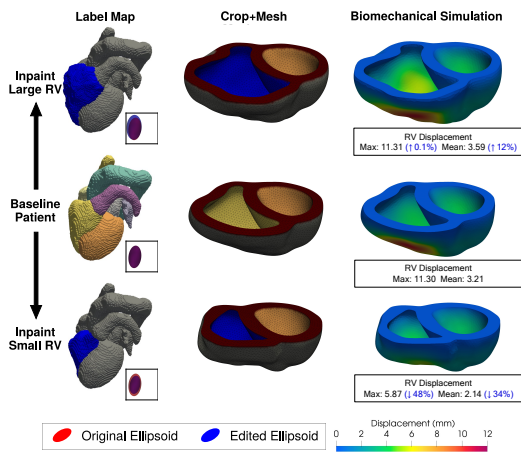 Label Map
Crop+Mesh
Biomechanical Simulation
Inpaint
Large RV
RV Displacement
Max: 11.31 (↑ 0.1%) Mean: 3.59 (↑ 12%)
Baseline
Patient
RV Displacement
Max: 11.30 Mean: 3.21
Inpaint
Small RV
RV Displacement
Max: 5.87 (↓ 48%) Mean: 2.14 (↓ 34%)
Original Ellipsoid
Edited Ellipsoid
Displacement (mm)
0 2 4 6 8 10 12